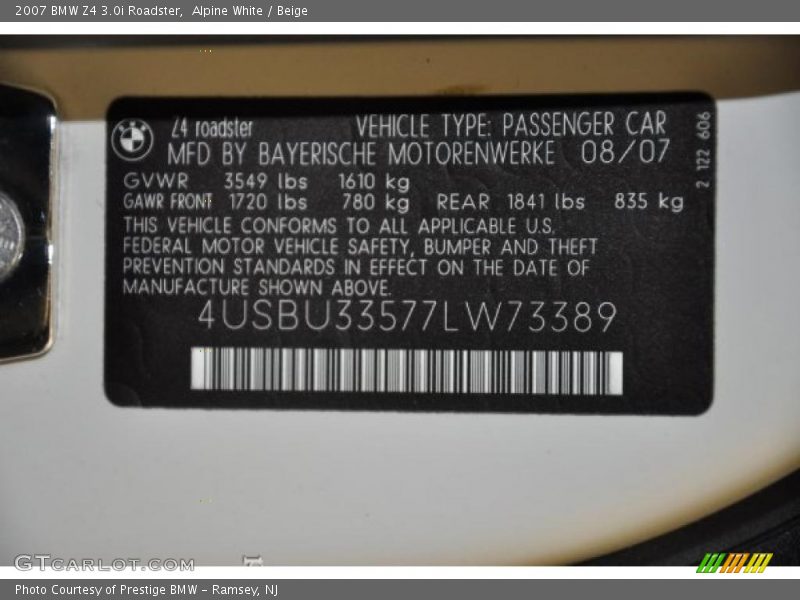 2007 BMW Z4 3.0i Roadster,  Alpine White / Beige
Z4 roadster VEHICLE TYPE: PASSENGER CAR
MFD BY BAYERISCHE MOTORENWERKE 08/07
GVWR 3549 lbs 1610 kg
GAWR FRONT 1720 lbs 780 kg REAR 1841 lbs 835 kg
THIS VEHICLE CONFORMS TO ALL APPLICABLE U.S.
FEDERAL MOTOR VEHICLE SAFETY, BUMPER AND THEFT
PREVENTION STANDARDS IN EFFECT ON THE DATE OF
MANUFACTURE SHOWN ABOVE.
4USBU33577LW73389
2 122 606
GTcarlot.com
Photo Courtesy of Prestige BMW - Ramsey, NJ